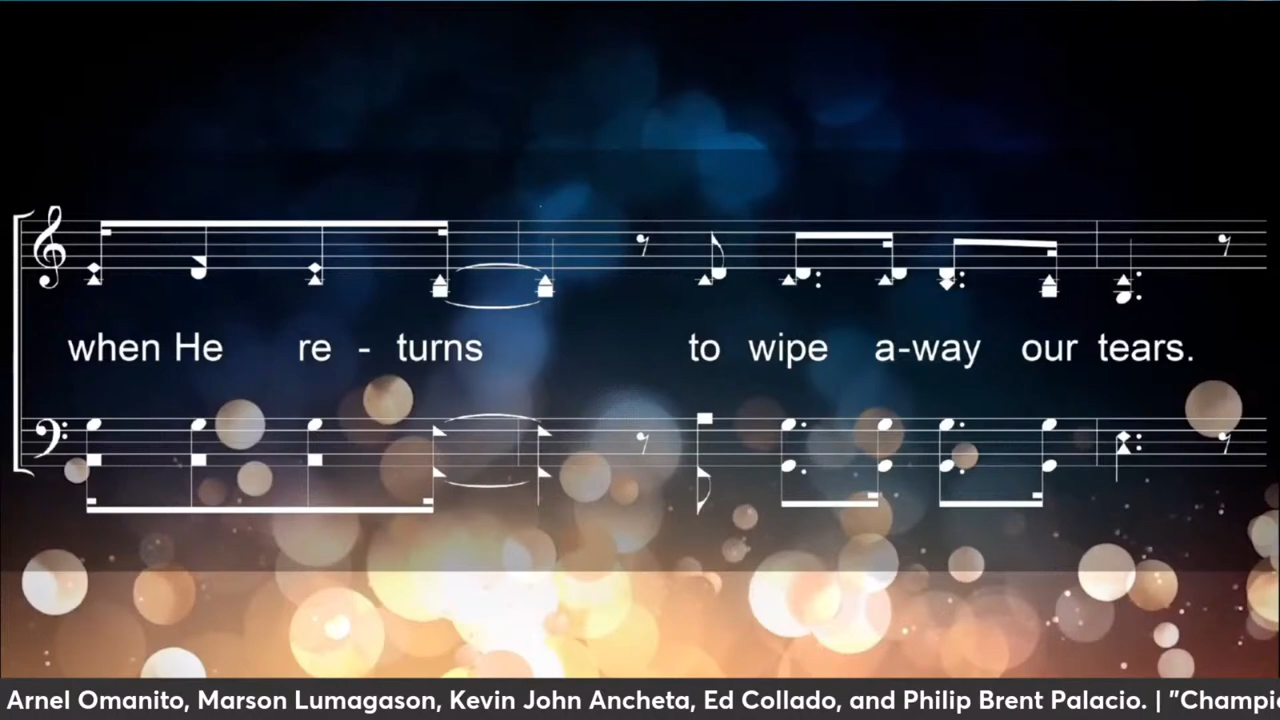 when He re - turns to wipe a-way our tears.
Arnel Omanito, Marson Lumagason, Kevin John Ancheta, Ed Collado, and Philip Brent Palacio. | "Champi